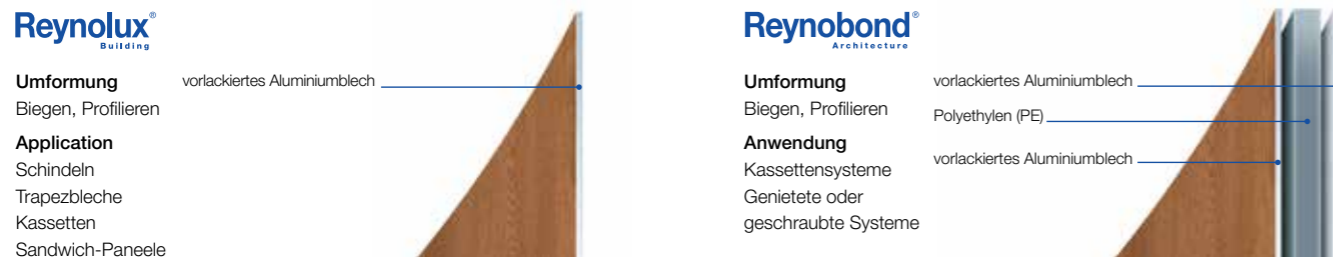 Reynolux®
Building
Umformung
Biegen, Profilieren
Application
Schindeln
Trapezbleche
Kassetten
Sandwich-Paneele
vorlackiertes Aluminiumblech
Reynobond®
Architecture
Umformung
Biegen, Profilieren
Anwendung
Kassettensysteme
Genietete oder
geschraubte Systeme
vorlackiertes Aluminiumblech
Polyethylen (PE)
vorlackiertes Aluminiumblech